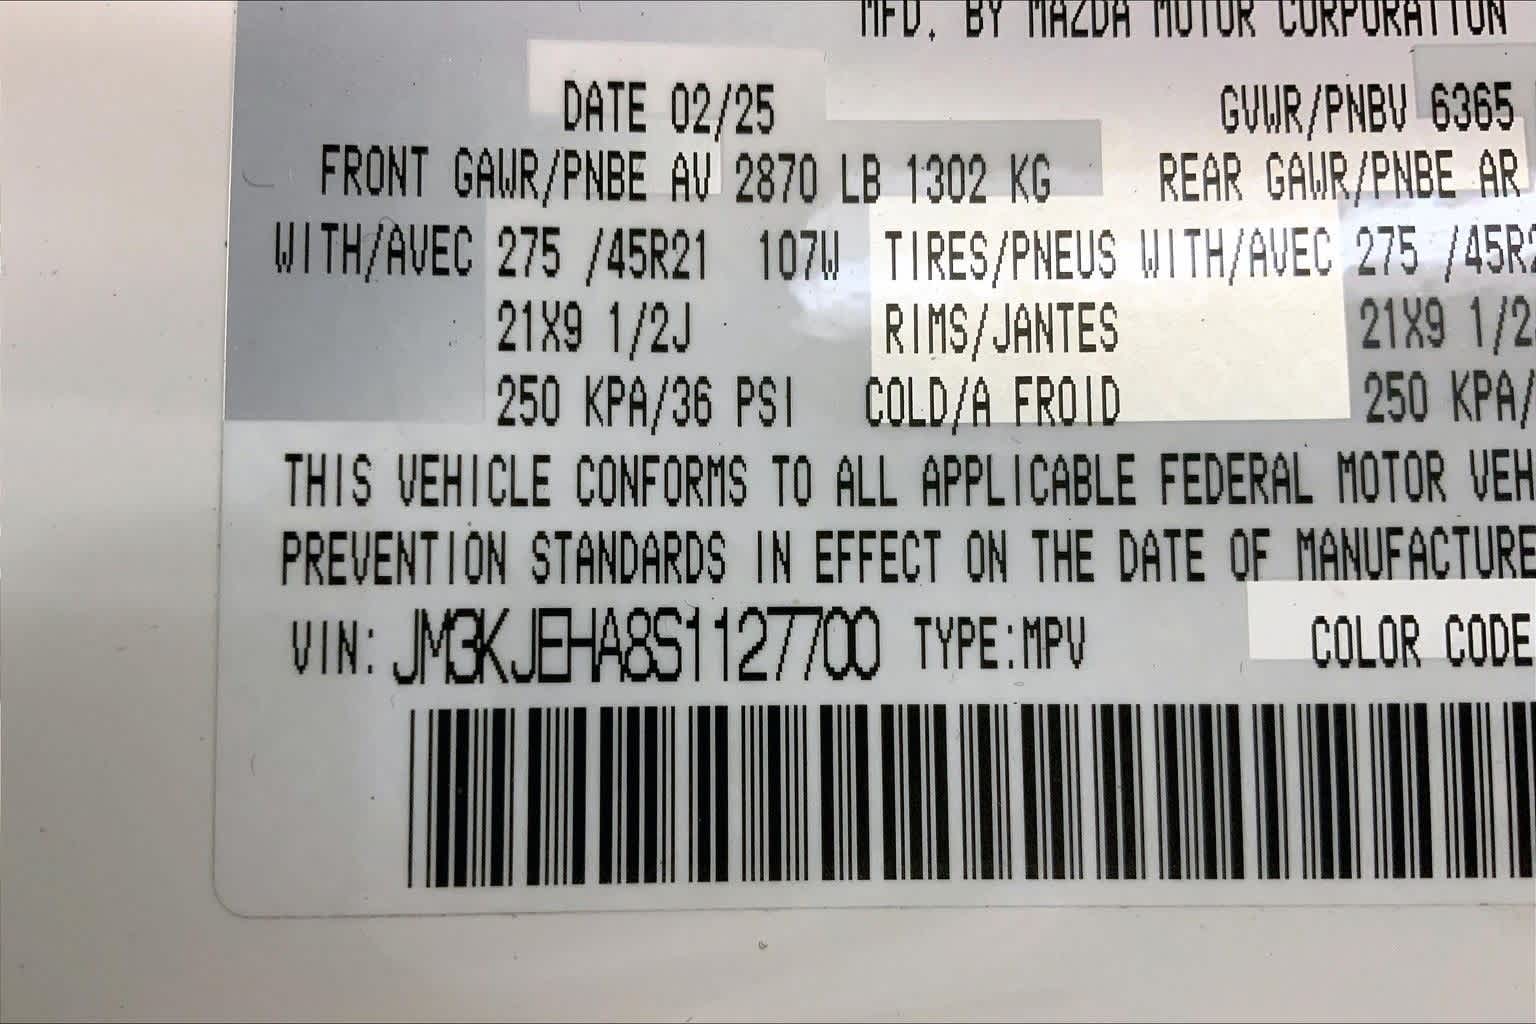 MFD. BY MAZDA MOTOR CORPORATION
DATE 02/25 GVWR/PNBV 6365
FRONT GAWR/PNBE AV 2870 LB 1302 KG REAR GAWR/PNBE AR
WITH/AVEC 275 /45R21 107W TIRES/PNEUS WITH/AVEC 275 /45R2
21X9 1/2J RIMS/JANTES 21X9 1/2
250 KPA/36 PSI COLD/A FROID 250 KPA/
THIS VEHICLE CONFORMS TO ALL APPLICABLE FEDERAL MOTOR VEH
PREVENTION STANDARDS IN EFFECT ON THE DATE OF MANUFACTURE
VIN: JM3KJEHA8S1127700 TYPE:MPV COLOR CODE